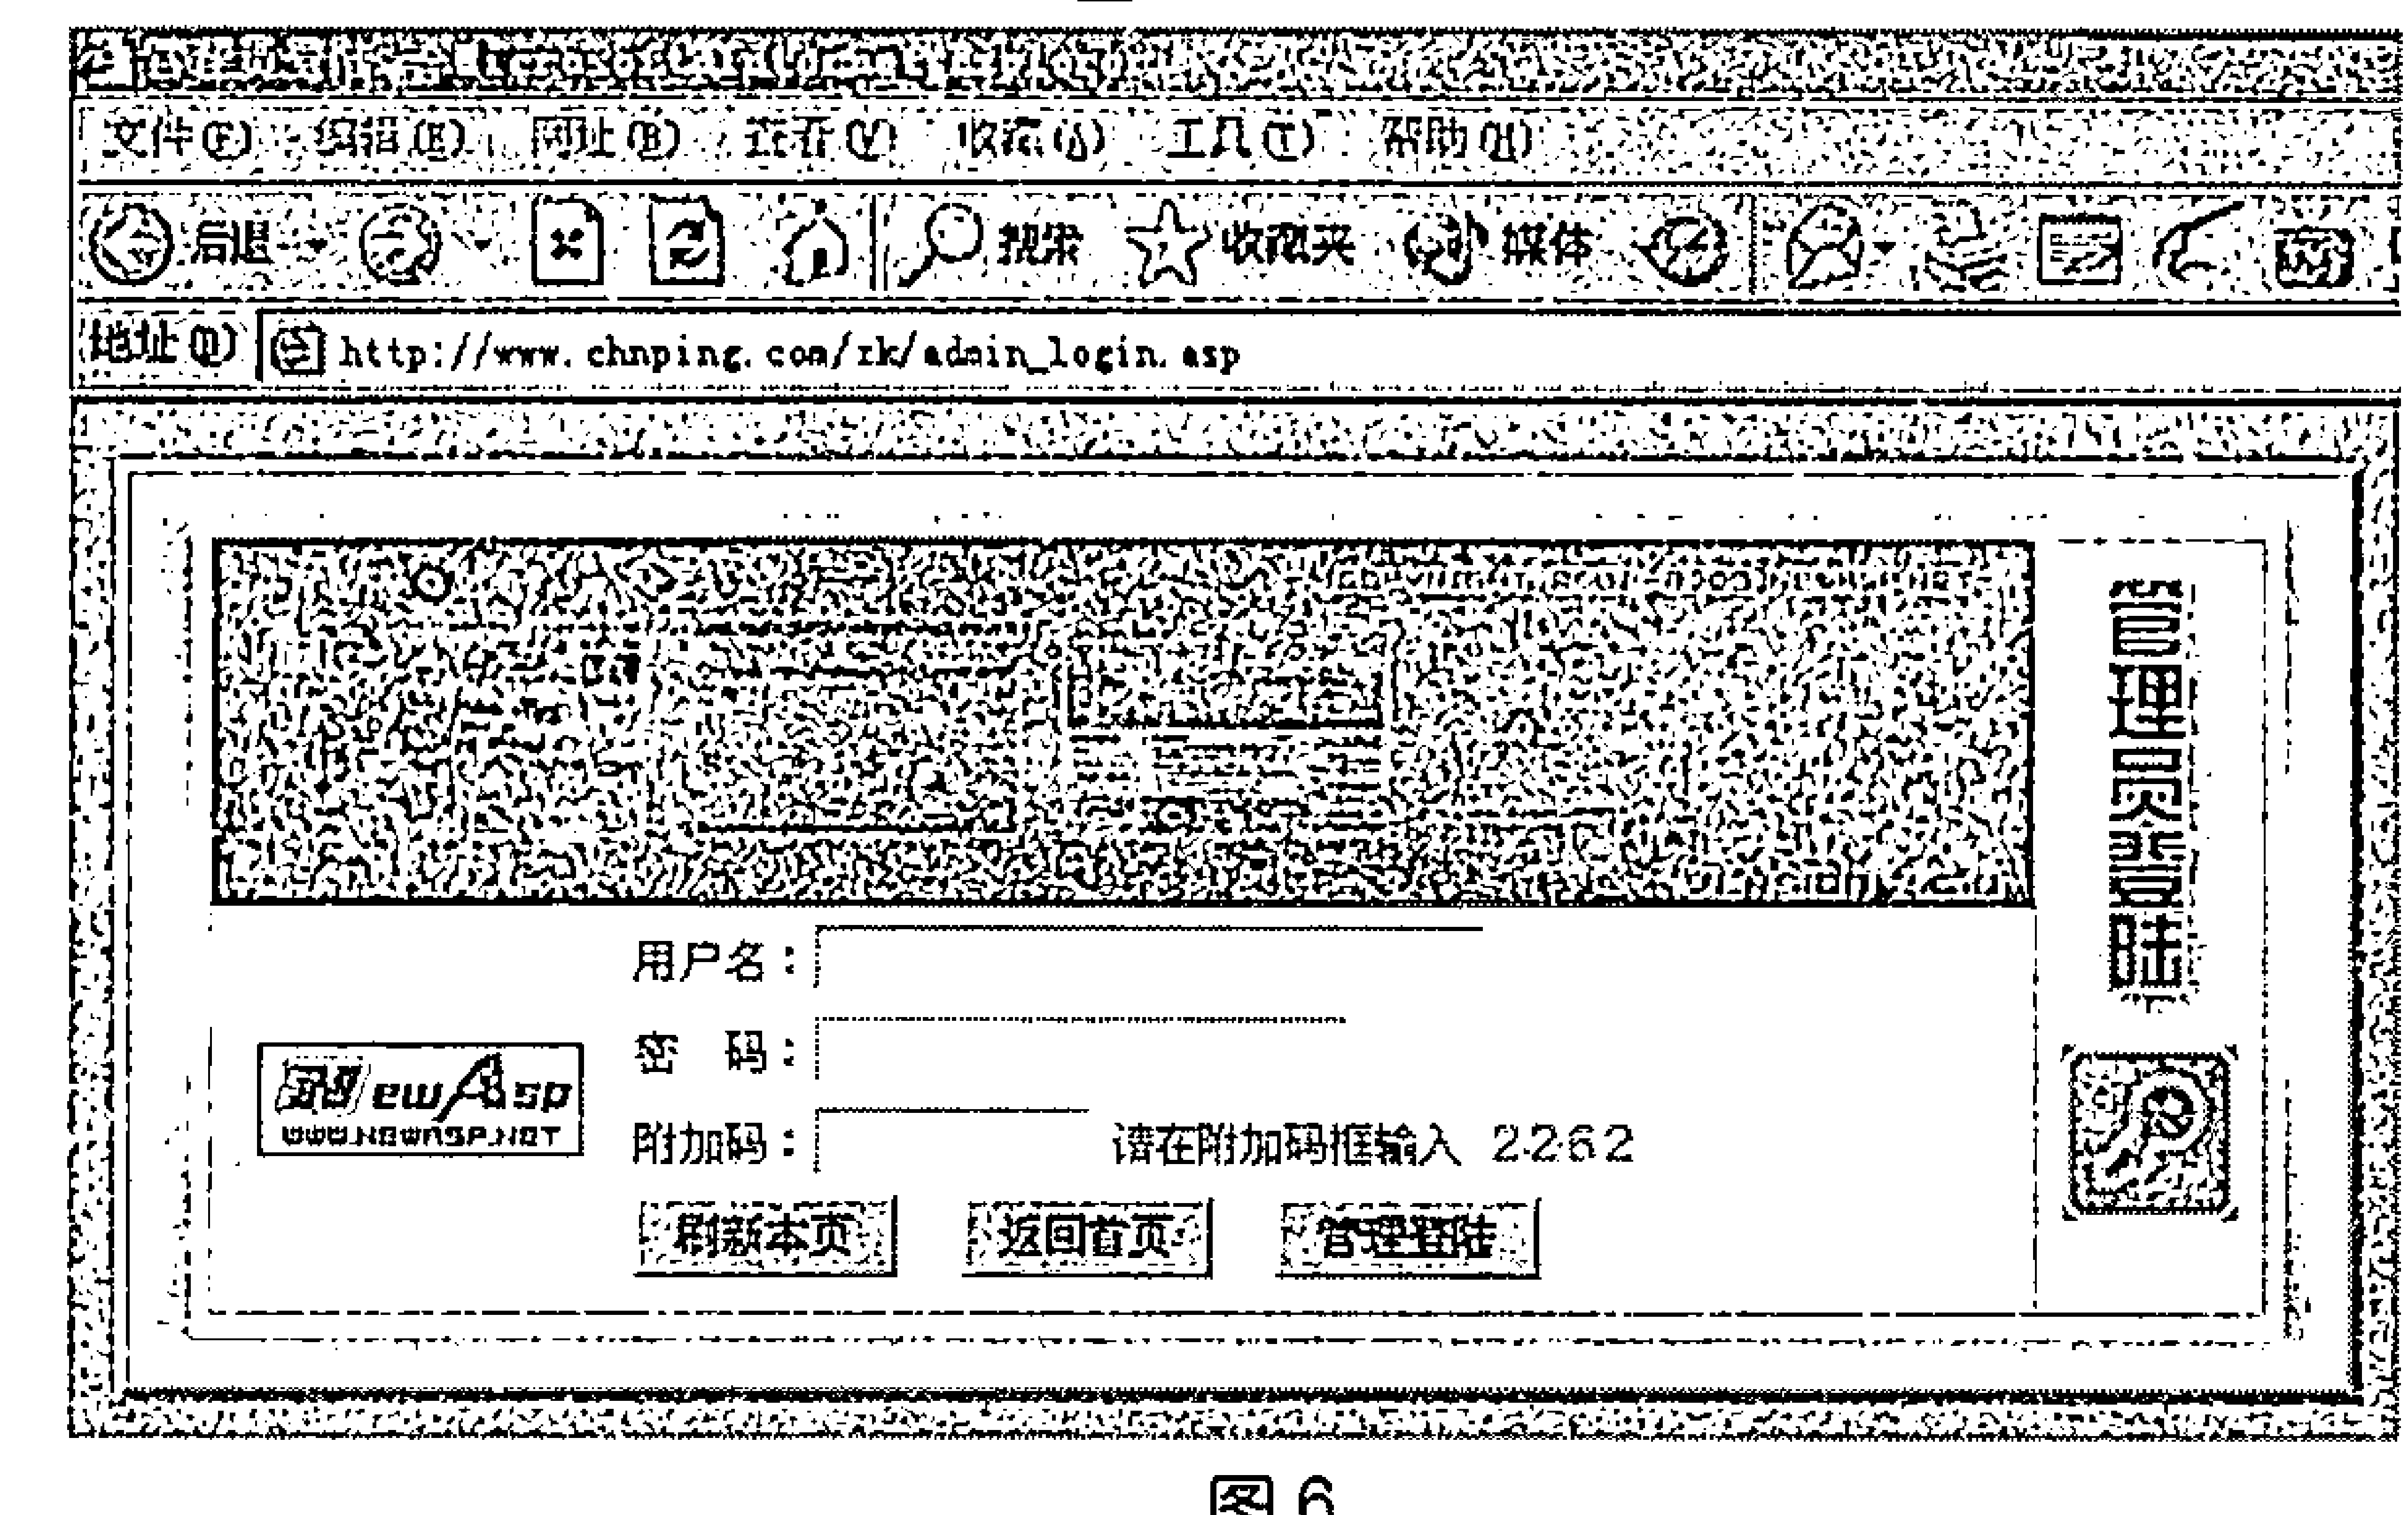 文件(F) 编辑(E) 网址(B) 查看(V) 收藏(A) 工具(T) 帮助(H)
后退 搜索 收藏夹 媒体
地址(D) http://www.chnping.com/rk/admin_login.asp
管理员登陆
用户名：
密 码：
newAsp
WWW.NEWASP.NET
附加码： 请在附加码框输入 2262
刷新本页 返回首页 管理登陆
图 6